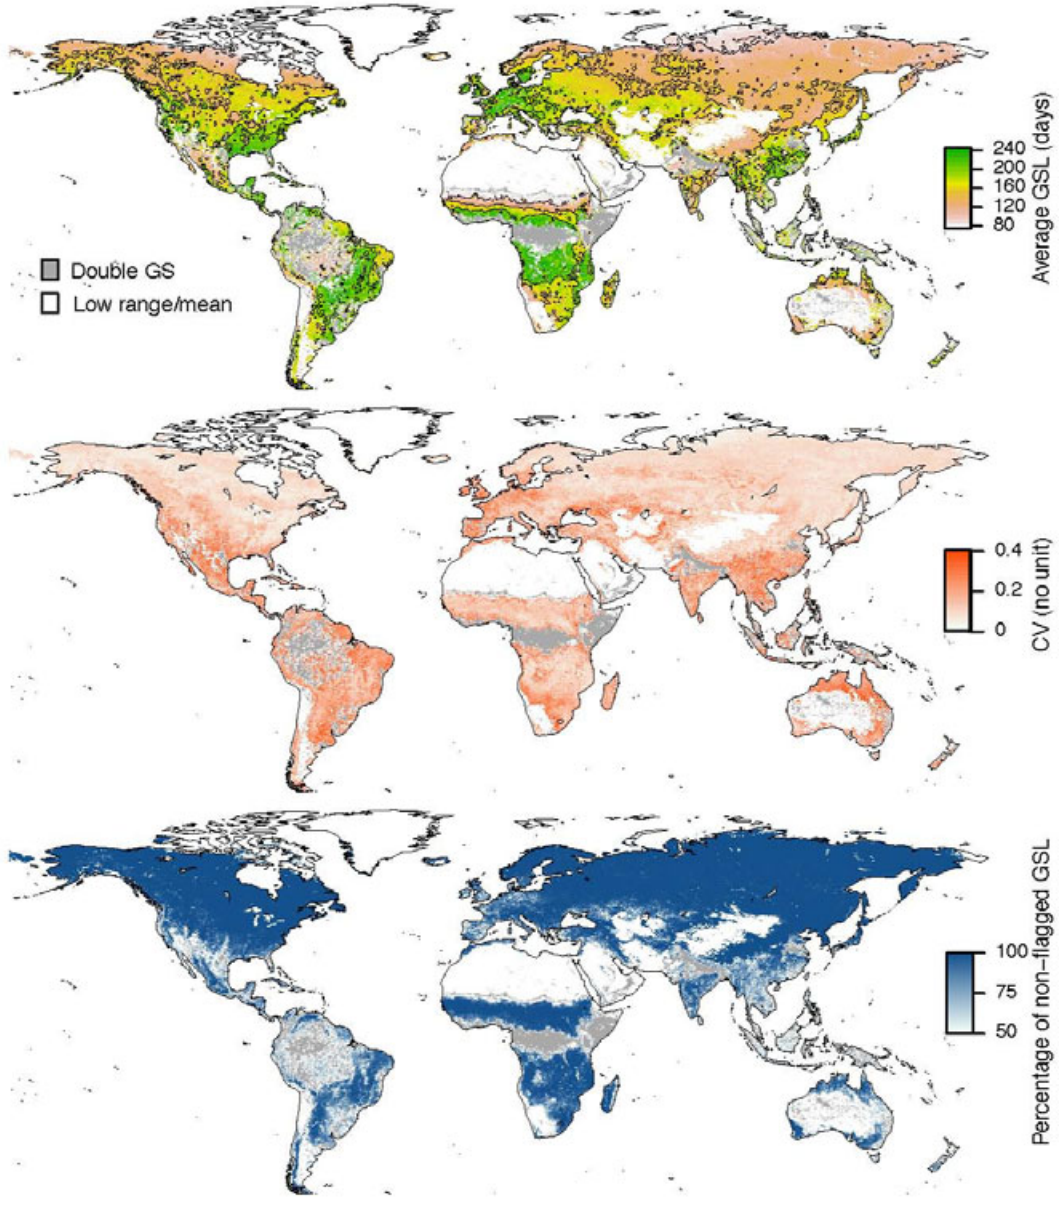 240
200
160
120
80
Average GSL (days)
Double GS
Low range/mean
0.4
0.2
0
CV (no unit)
100
75
50
Percentage of non−flagged GSL